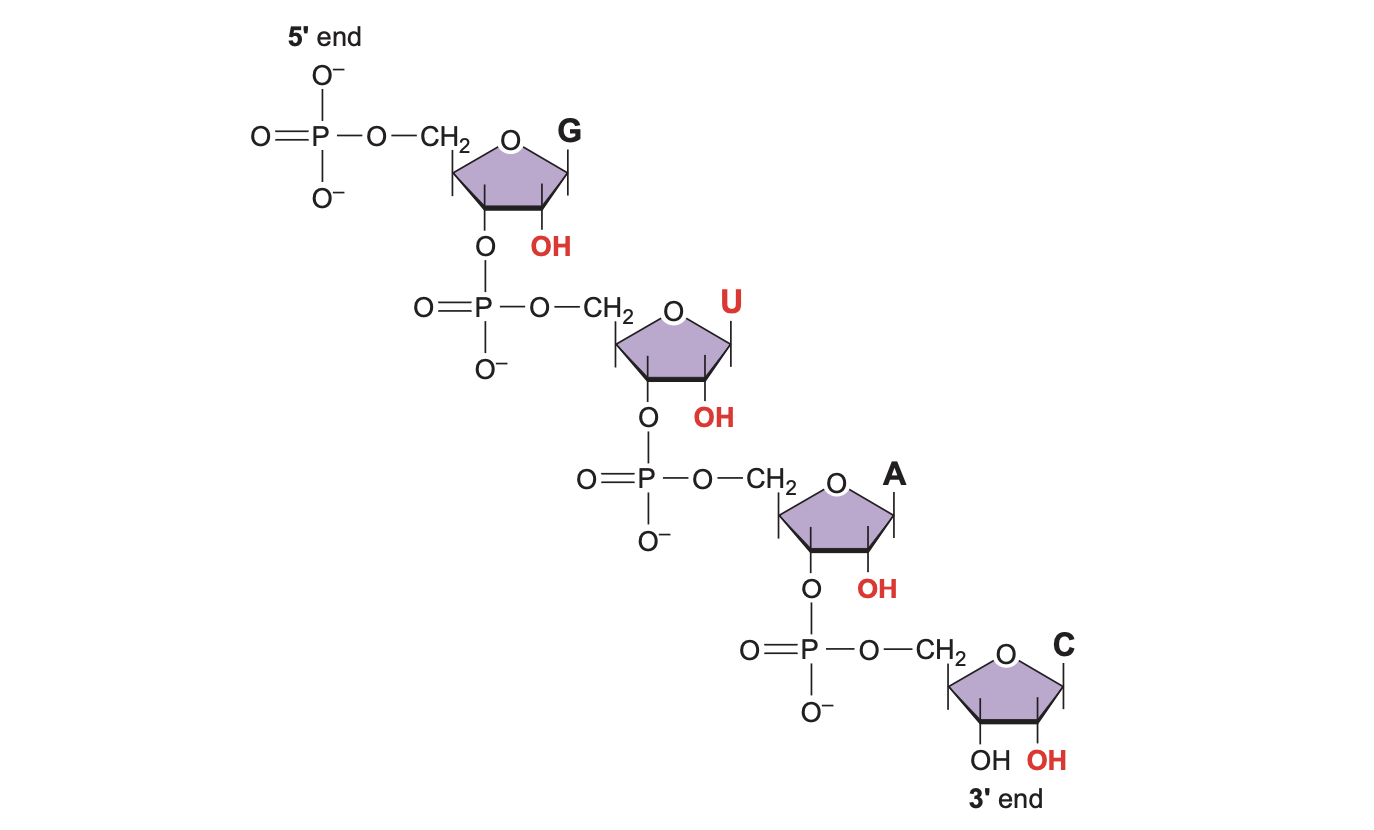 5' end
O–
O P O CH2 O G
O–
O OH
O P O CH2 O U
O–
O OH
O P O CH2 O A
O–
O OH
O P O CH2 O C
O–
OH OH
3' end